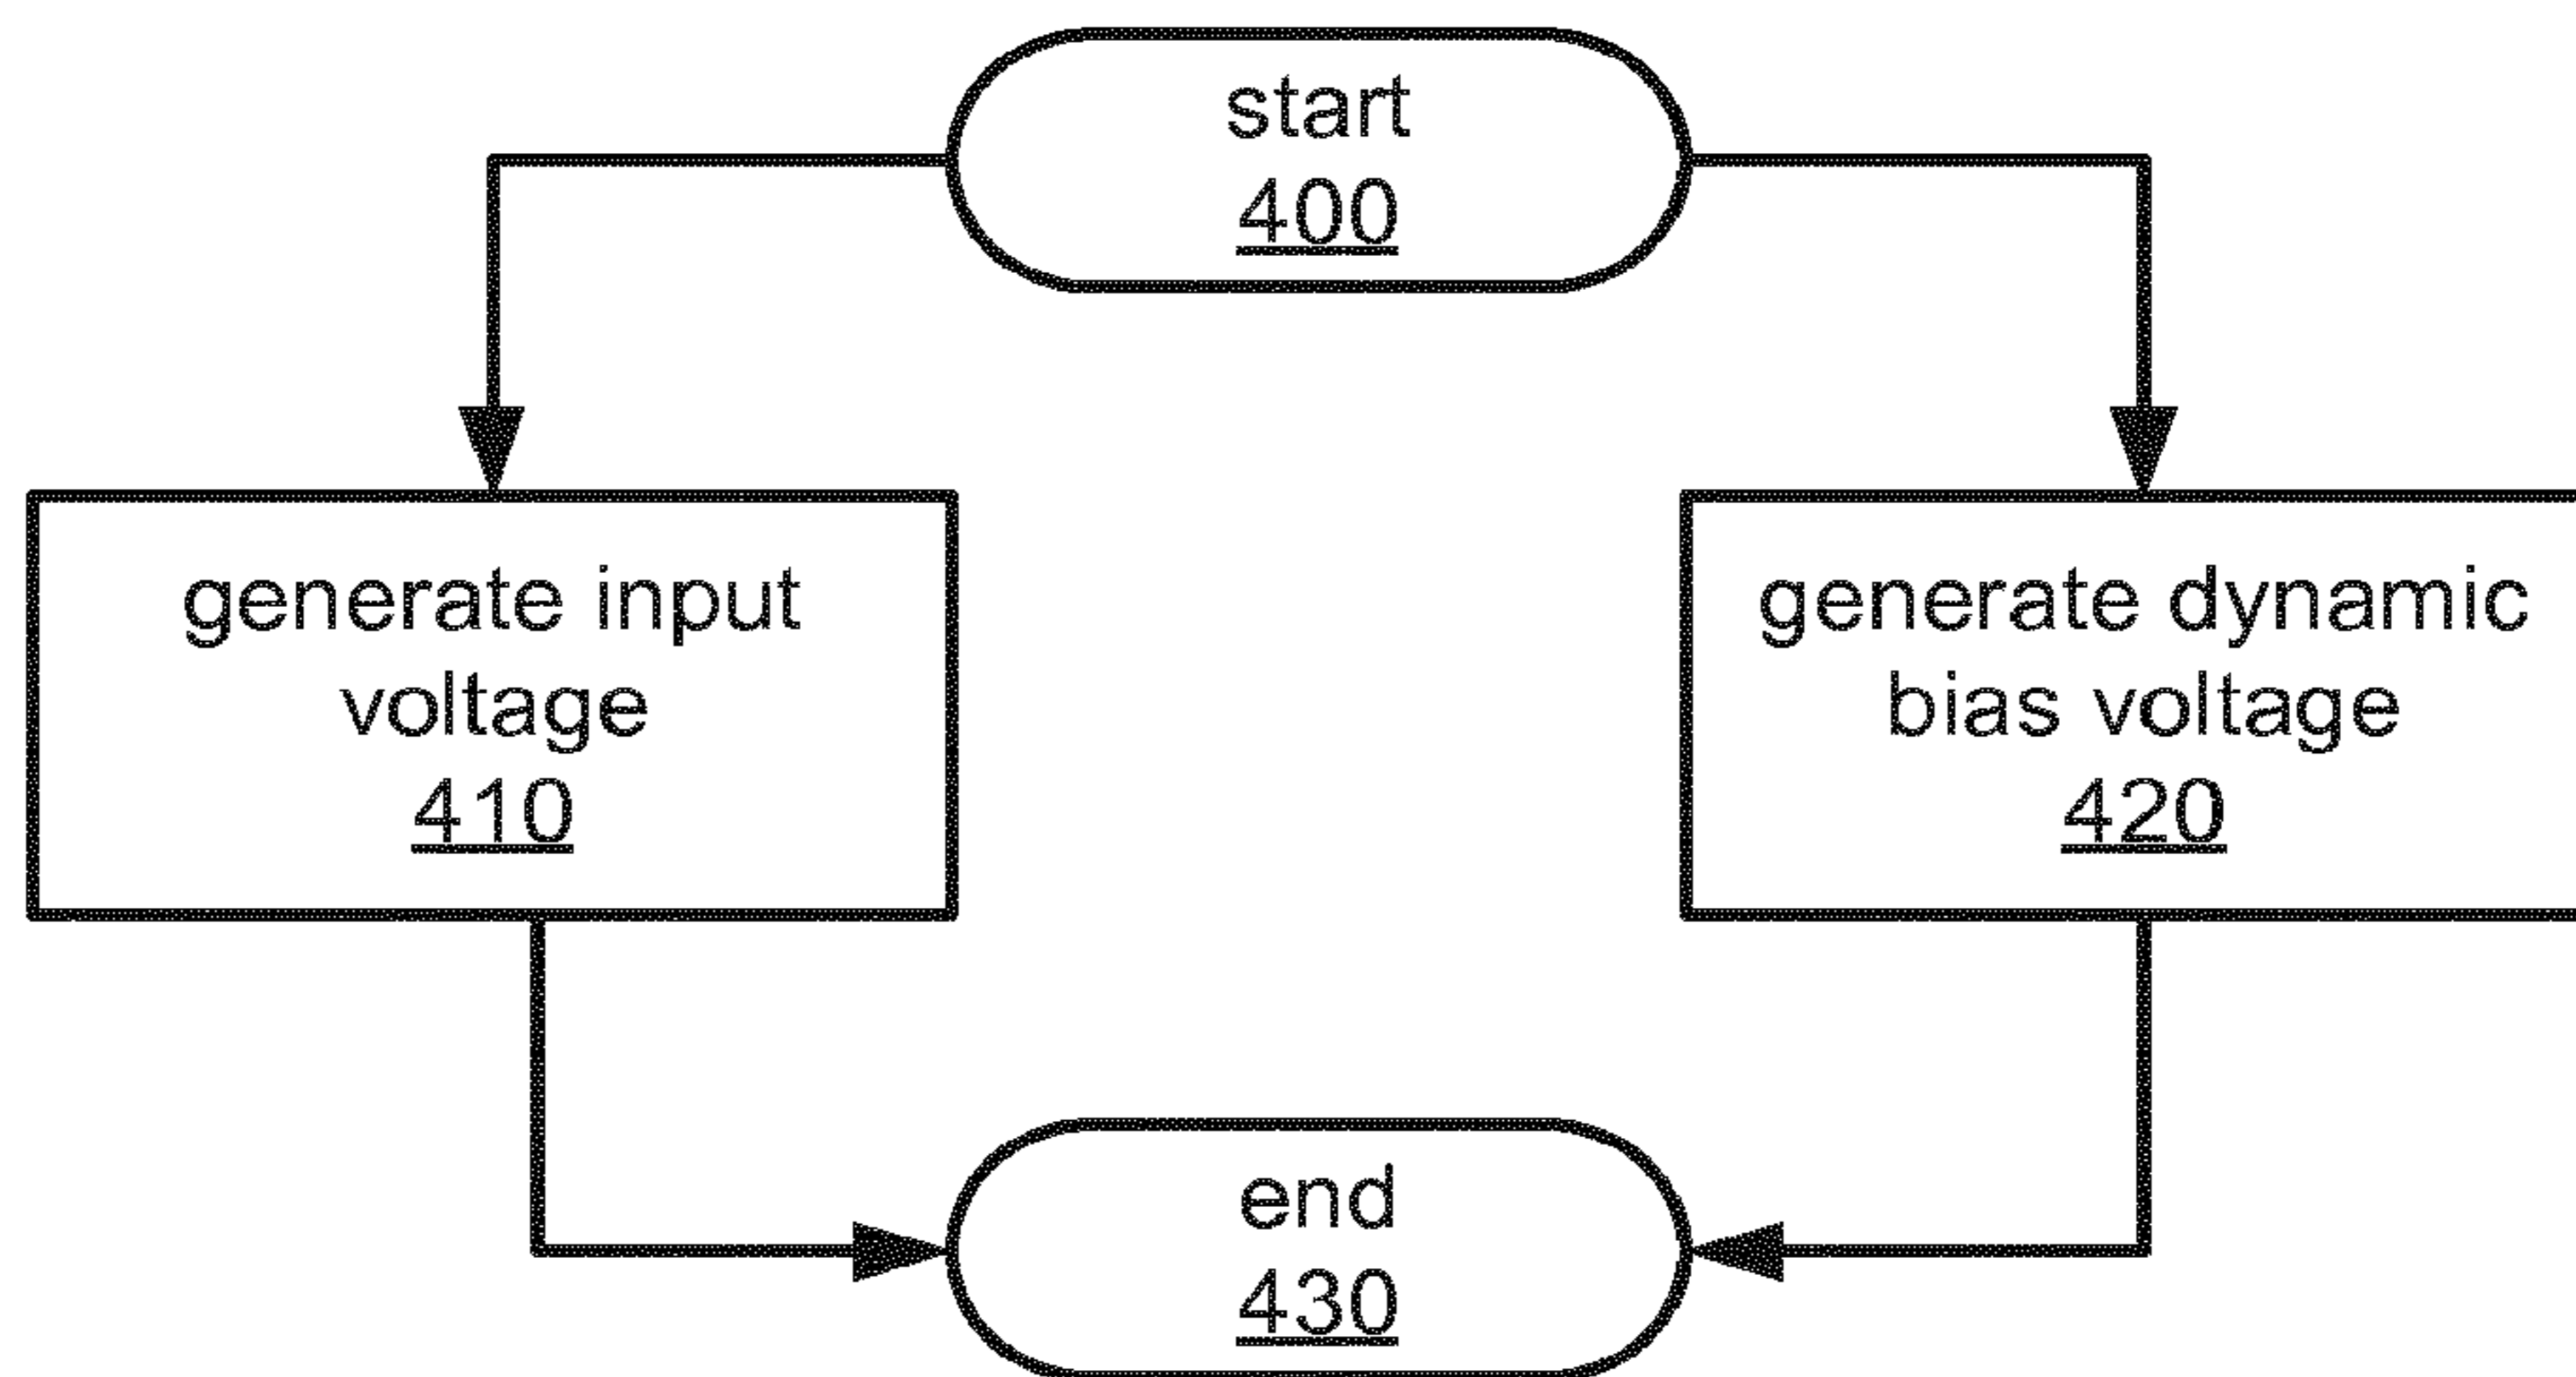 start
400
generate input
voltage
410
generate dynamic
bias voltage
420
end
430